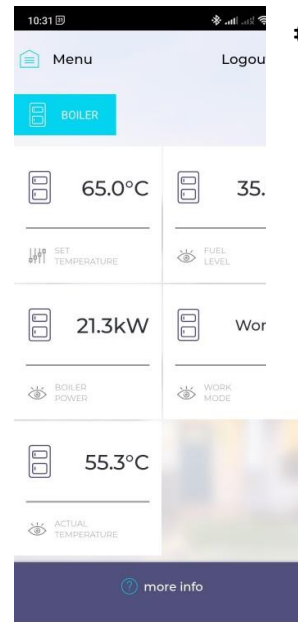 10:31 31
Menu Logou
BOILER
65.0°C 35.
SET FUEL
TEMPERATURE LEVEL
21.3kW Wor
BOILER WORK
POWER MODE
55.3°C
ACTUAL
TEMPERATURE
? more info